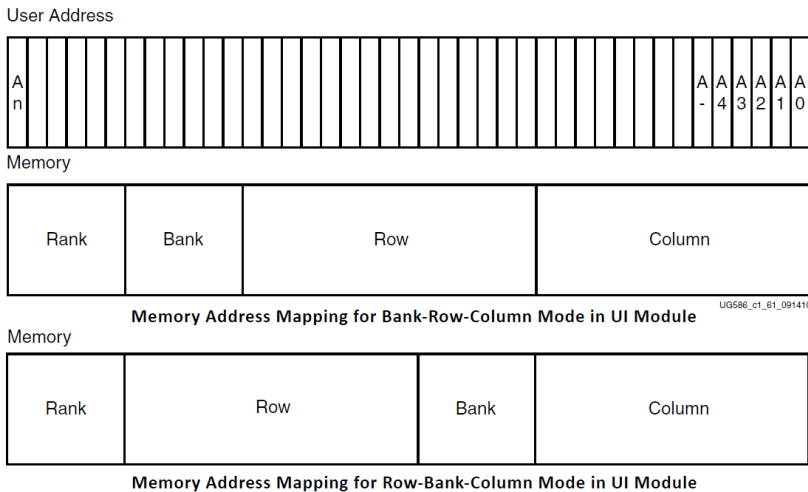 User Address
A n A - A 4 A 3 A 2 A 1 A 0
Memory
Rank Bank Row Column
UG586_c1_61_091410
Memory Address Mapping for Bank-Row-Column Mode in UI Module
Memory
Rank Row Bank Column
Memory Address Mapping for Row-Bank-Column Mode in UI Module